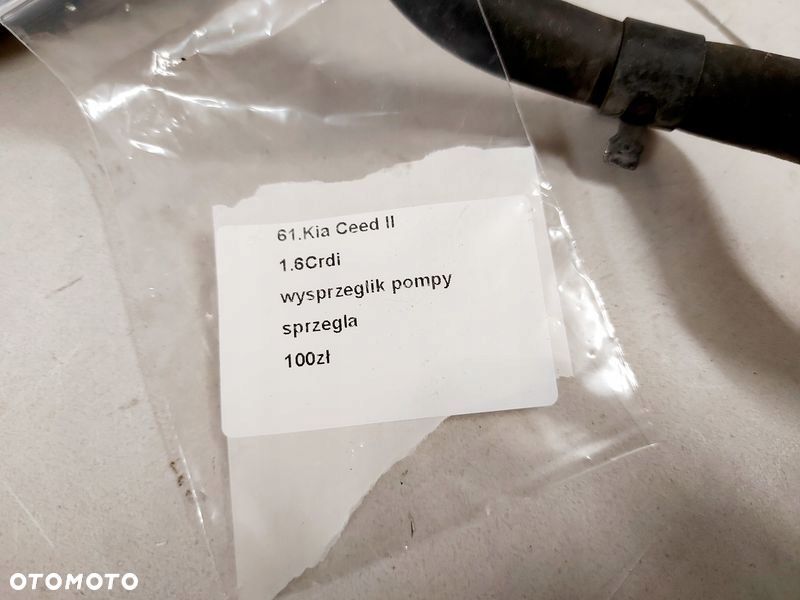 61.Kia Ceed II
1.6Crdi
wysprzeglik pompy
sprzegla
100zł
OTOMOTO